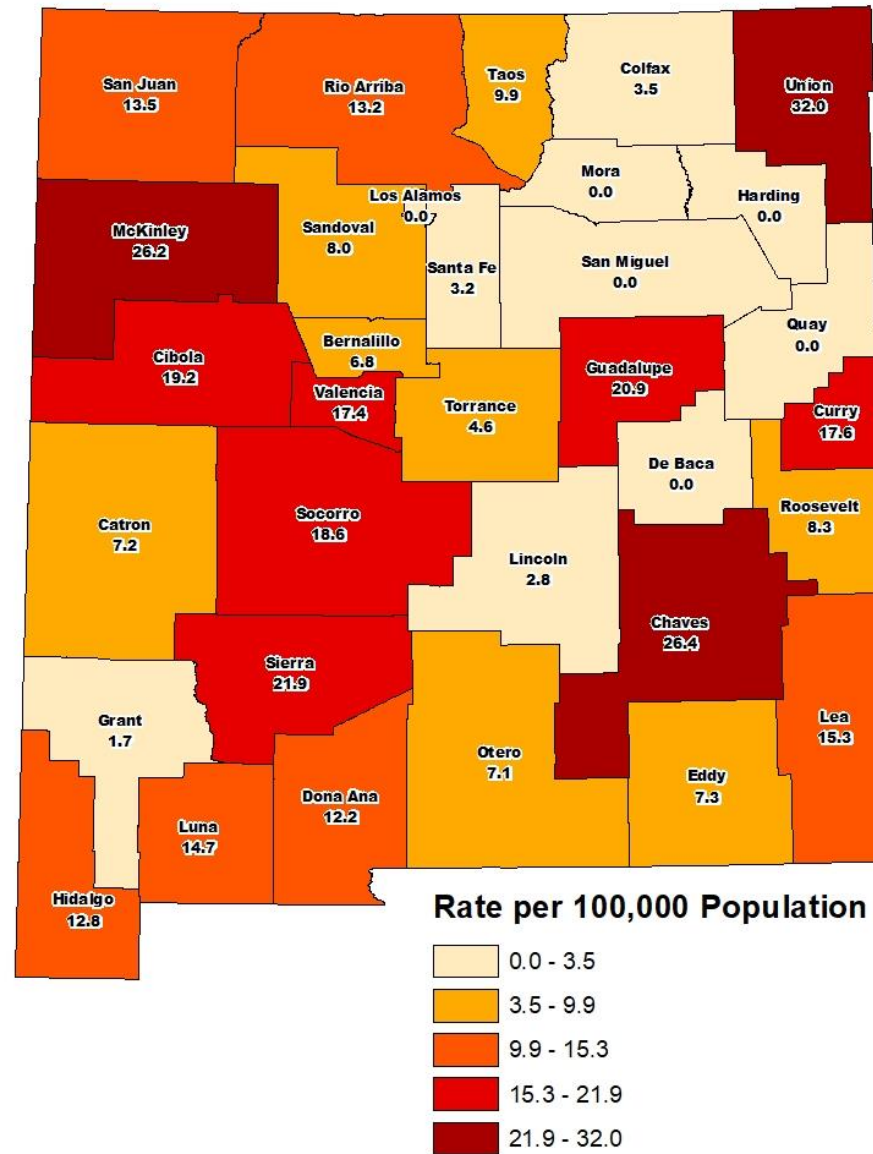 San Juan
13.5
Rio Arriba
13.2
Taos
9.9
Colfax
3.5
Union
32.0
Mora
0.0
Harding
0.0
Los Alamos
0.0
McKinley
26.2
Sandoval
8.0
Santa Fe
3.2
San Miguel
0.0
Quay
0.0
Bernalillo
6.8
Cibola
19.2
Valencia
17.4
Torrance
4.6
Guadalupe
20.9
Curry
17.6
De Baca
0.0
Roosevelt
8.3
Catron
7.2
Socorro
18.6
Lincoln
2.8
Chaves
26.4
Sierra
21.9
Grant
1.7
Otero
7.1
Eddy
7.3
Lea
15.3
Dona Ana
12.2
Luna
14.7
Hidalgo
12.8
Rate per 100,000 Population
0.0 - 3.5
3.5 - 9.9
9.9 - 15.3
15.3 - 21.9
21.9 - 32.0